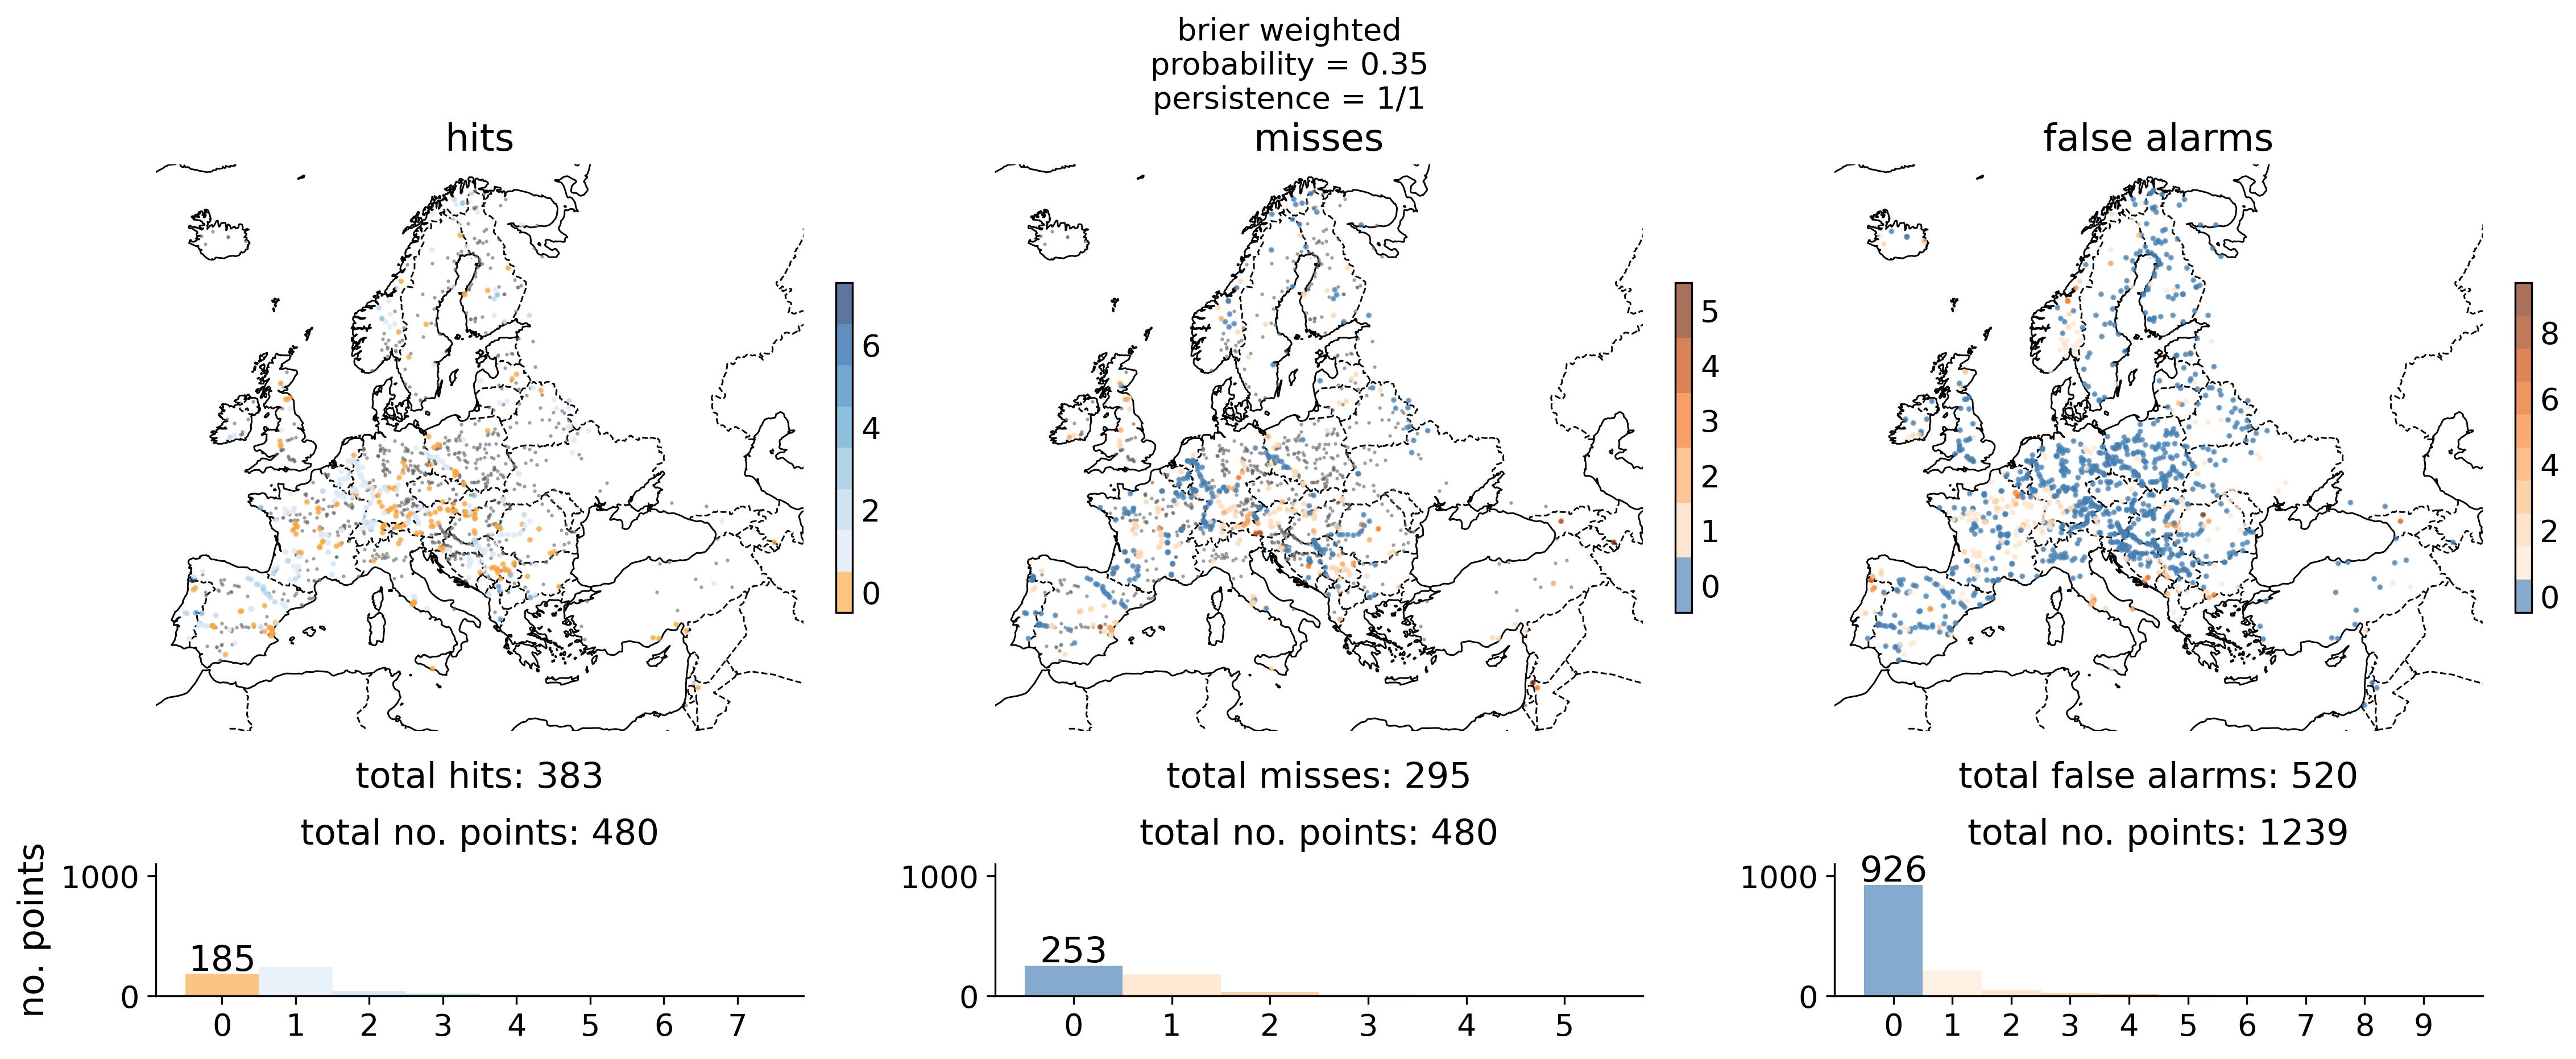 brier weighted
probability = 0.35
persistence = 1/1
hits
misses
false alarms
6
4
2
0
5
4
3
2
1
0
8
6
4
2
0
total hits: 383
total misses: 295
total false alarms: 520
total no. points: 480
total no. points: 480
total no. points: 1239
no. points
1000
0
185
0 1 2 3 4 5 6 7
1000
0
253
0 1 2 3 4 5
1000
0
926
0 1 2 3 4 5 6 7 8 9